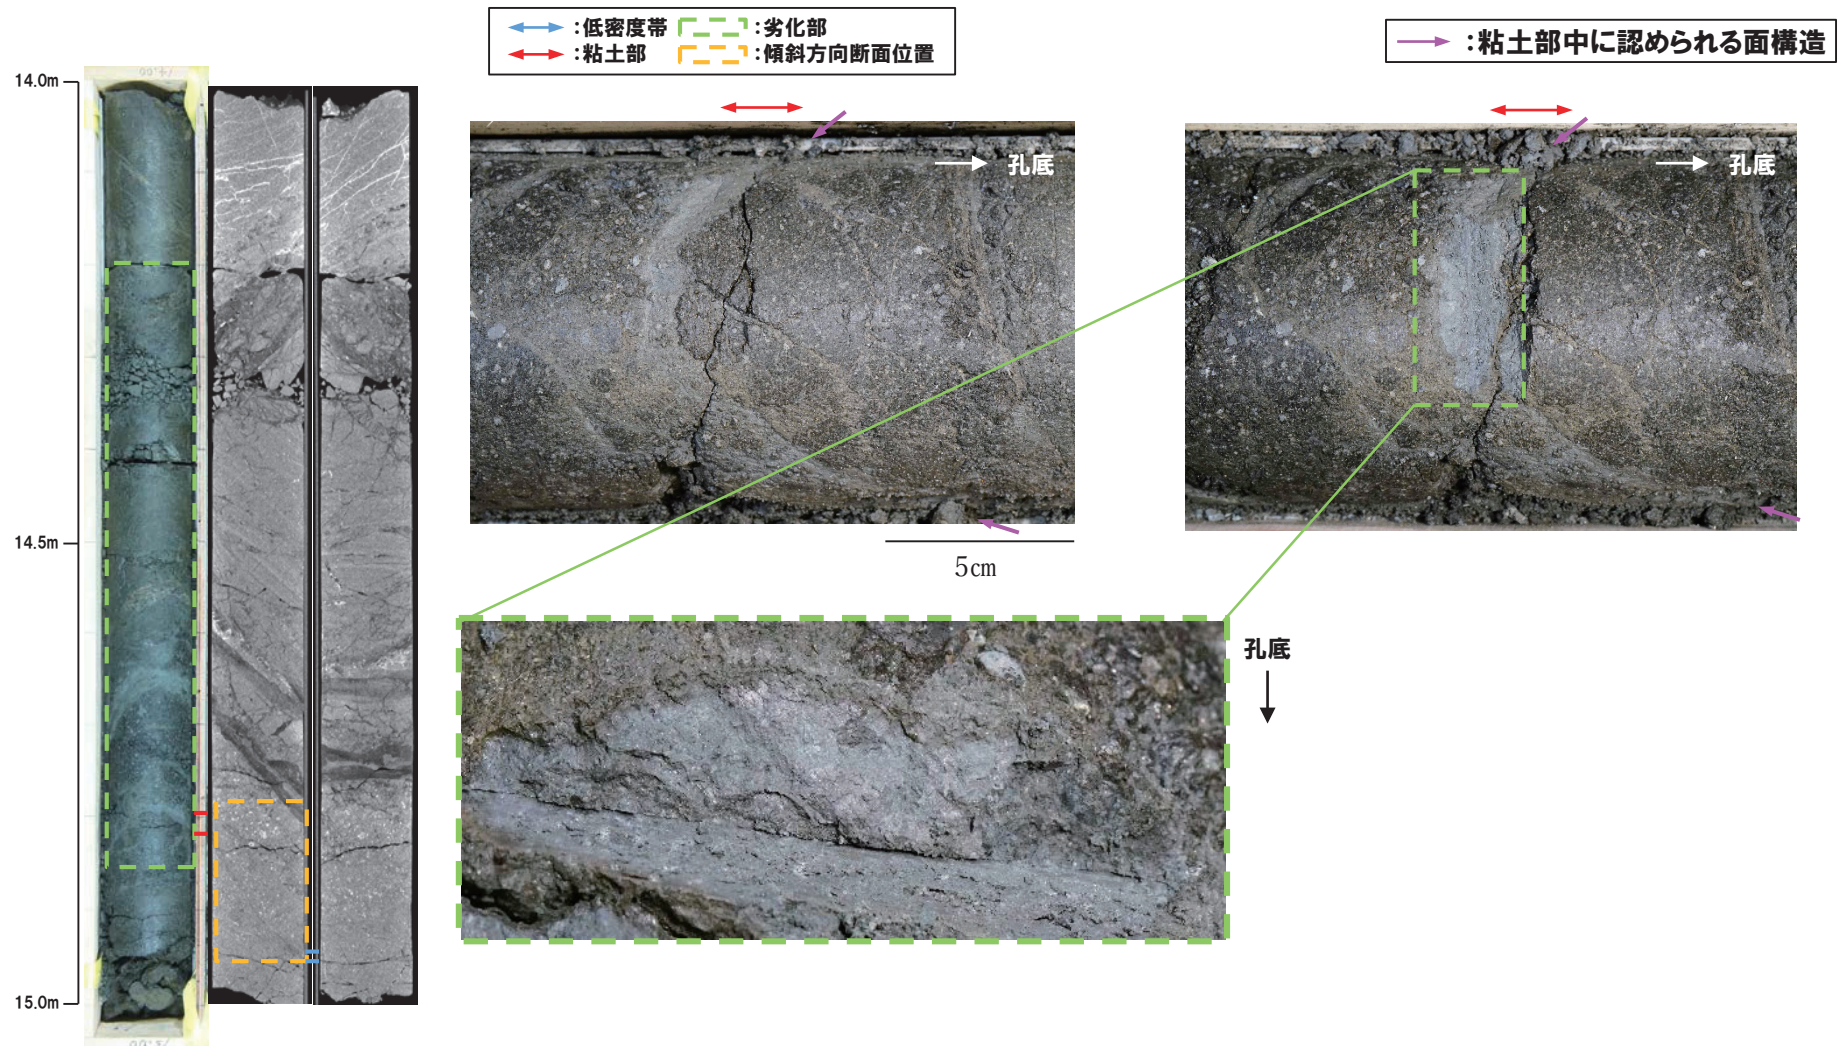 :低密度帯 :劣化部
:粘土部 :傾斜方向断面位置
:粘土部中に認められる面構造
14.0m
14.5m
15.0m
孔底
孔底
5cm
孔底